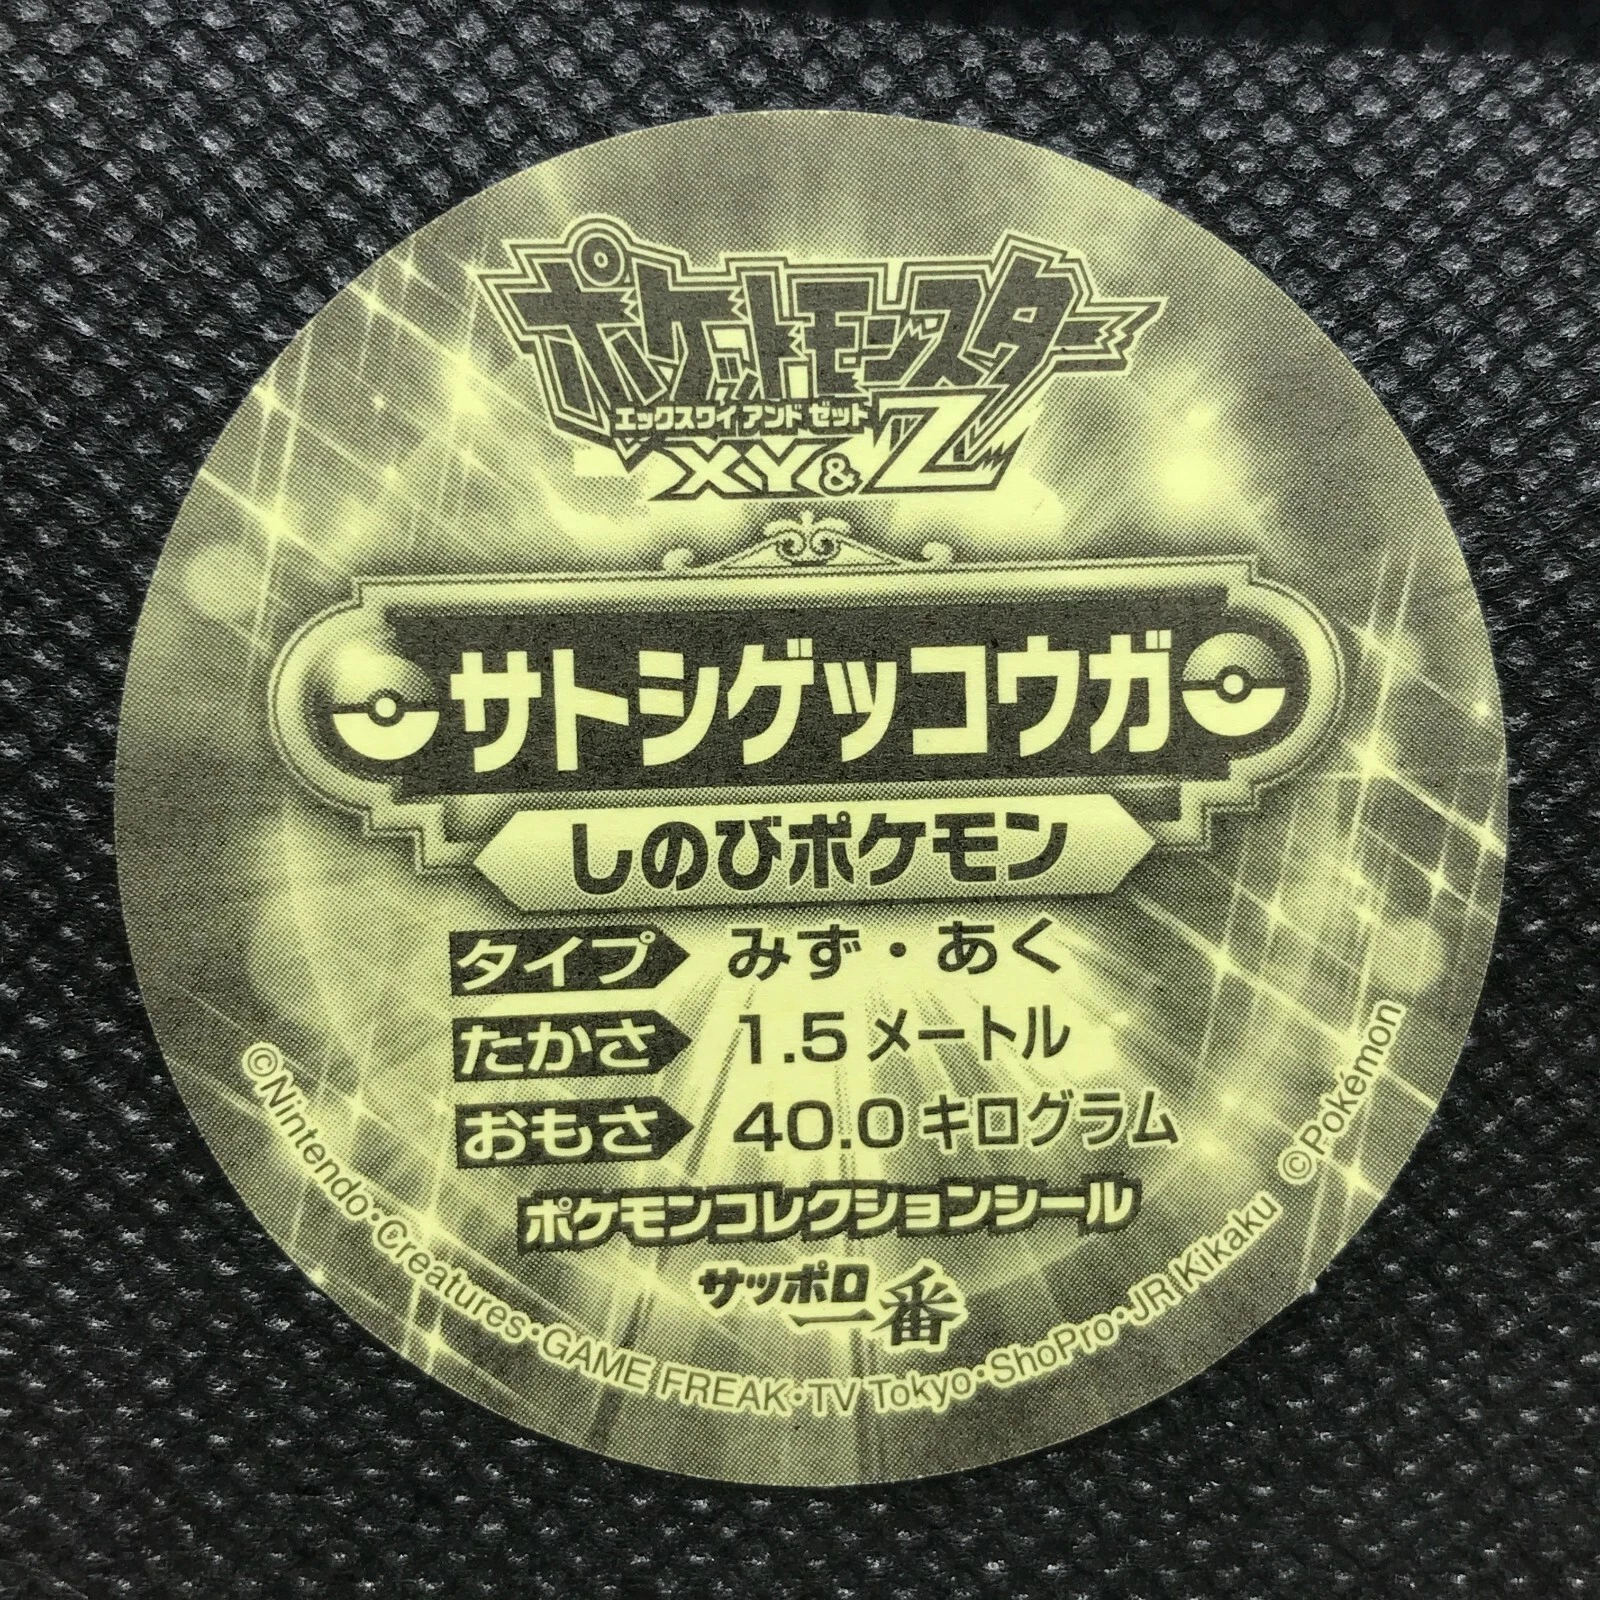 ポケットモンスター
エックスワイ アンド ゼット
XY&Z
サトシゲッコウガ
しのびポケモン
タイプ みず・あく
たかさ 1.5メートル
おもさ 40.0キログラム
ポケモンコレクションシール
サッポロ一番
©Nintendo・Creatures・GAME FREAK・TV Tokyo・ShoPro・JR Kikaku ©Pokémon